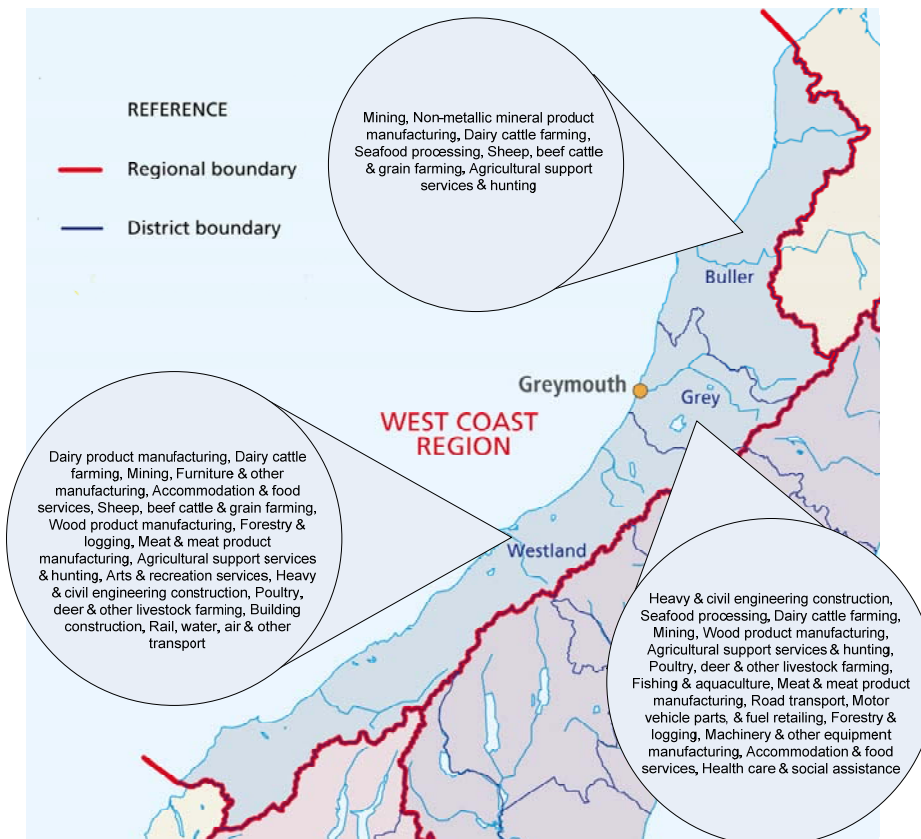 Mining, Non-metallic mineral product
manufacturing, Dairy cattle farming,
Seafood processing, Sheep, beef cattle
& grain farming, Agricultural support
services & hunting
REFERENCE
Regional boundary
District boundary
Buller
Greymouth
Grey
WEST COAST
REGION
Westland
Dairy product manufacturing, Dairy cattle
farming, Mining, Furniture & other
manufacturing, Accommodation & food
services, Sheep, beef cattle & grain farming,
Wood product manufacturing, Forestry &
logging, Meat & meat product
manufacturing, Agricultural support services
& hunting, Arts & recreation services, Heavy
& civil engineering construction, Poultry,
deer & other livestock farming, Building
construction, Rail, water, air & other
transport
Heavy & civil engineering construction,
Seafood processing, Dairy cattle farming,
Mining, Wood product manufacturing,
Agricultural support services & hunting,
Poultry, deer & other livestock farming,
Fishing & aquaculture, Meat & meat product
manufacturing, Road transport, Motor
vehicle parts, & fuel retailing, Forestry &
logging, Machinery & other equipment
manufacturing, Accommodation & food
services, Health care & social assistance